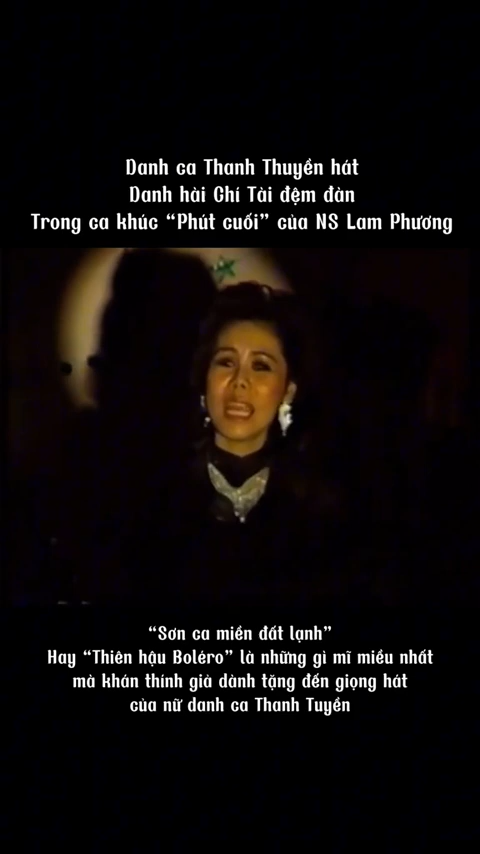 Danh ca Thanh Thuyền hát
Danh hài Chí Tài đệm đàn
Trong ca khúc “Phút cuối” của NS Lam Phương
“Sơn ca miền đất lạnh”
Hay “Thiên hậu Boléro” là những gì mĩ miều nhất
mà khán thính giả dành tặng đến giọng hát
của nữ danh ca Thanh Tuyền